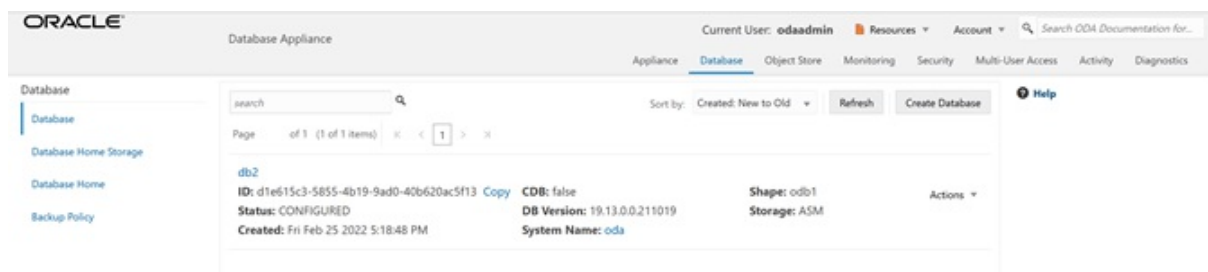 ORACLE
Database Appliance
Current User: odaadmin Resources Account Search ODA Documentation for...
Appliance Database Object Store Monitoring Security Multi-User Access Activity Diagnostics
Database
Database
Database Home Storage
Database Home
Backup Policy
search
Sort by: Created: New to Old Refresh Create Database
Page of 1 (1 of 1 items) K < 1 > X
Help
db2
ID: d1e615c3-5855-4b19-9ad0-40b620ac5f13 Copy CDB: false Shape: odb1 Actions
Status: CONFIGURED DB Version: 19.13.0.0.211019 Storage: ASM
Created: Fri Feb 25 2022 5:18:48 PM System Name: oda